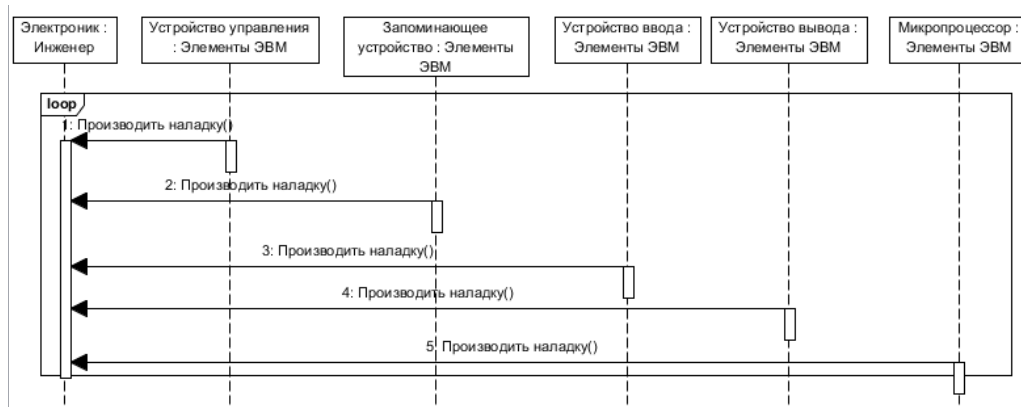 Электроник :
Инженер
Устройство управления
: Элементы ЭВМ
Запоминающее
устройство : Элементы
ЭВМ
Устройство ввода :
Элементы ЭВМ
Устройство вывода :
Элементы ЭВМ
Микропроцессор :
Элементы ЭВМ
loop
1: Производить наладку()
2: Производить наладку()
3: Производить наладку()
4: Производить наладку()
5: Производить наладку()